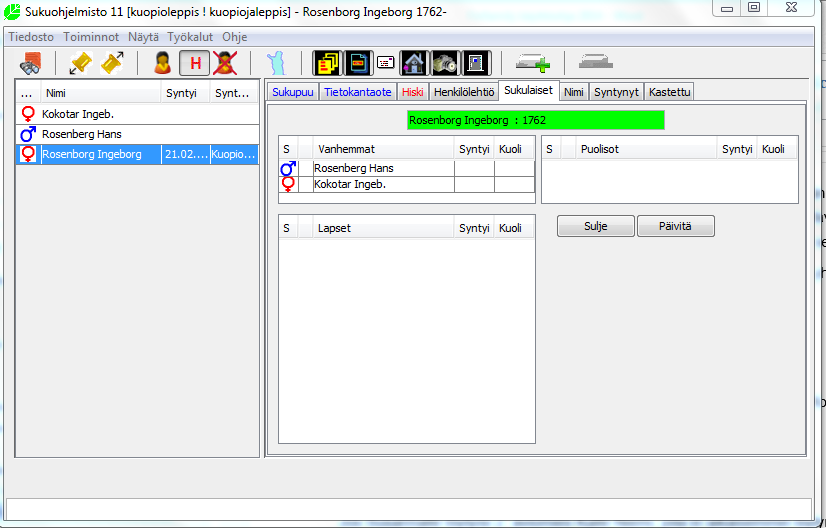 Sukuohjelmisto 11 [kuopioleppis ! kuopiojaleppis] - Rosenborg Ingeborg 1762-
Tiedosto Toiminnot Näytä Työkalut Ohje
H
... Nimi Syntyi Synt...
Kokotar Ingeb.
Rosenberg Hans
Rosenborg Ingeborg 21.02.... Kuopio...
Sukupuu Tietokantaote Hiski Henkilölehtiö Sukulaiset Nimi Syntynyt Kastettu
Rosenborg Ingeborg : 1762
S Vanhemmat Syntyi Kuoli
Rosenberg Hans
Kokotar Ingeb.
S Puolisot Syntyi Kuoli
S Lapset Syntyi Kuoli
Sulje Päivitä